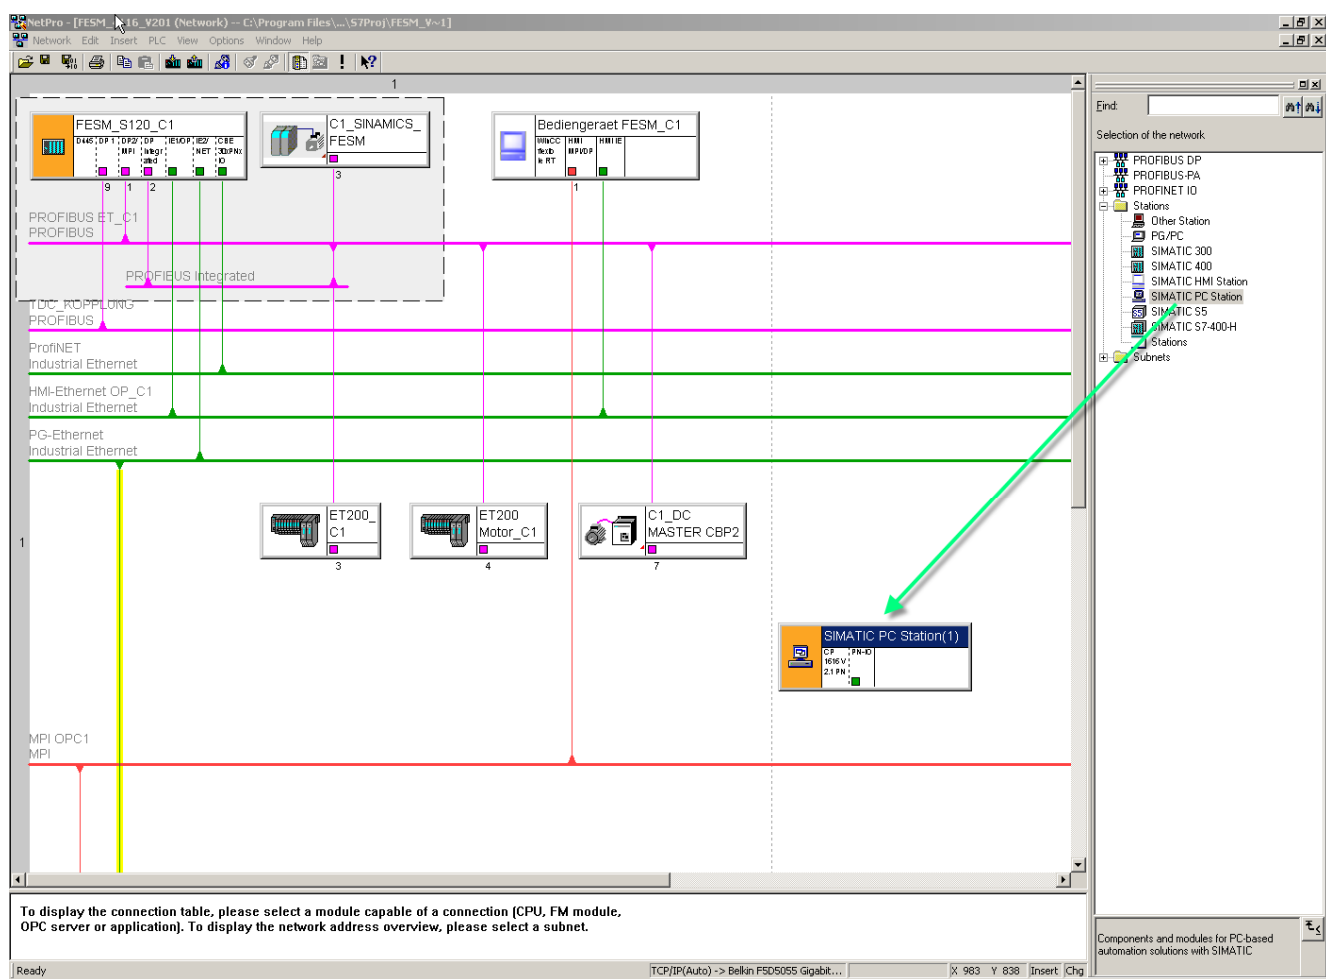 NetPro - [FESM_ 16_V201 (Network) -- C:\Program Files\...\S7Proj\FESM_V~1]
Network Edit Insert PLC View Options Window Help
1
FESM_S120_C1
D445 DP 1 DP2/ DP IE1/OP IE2/ CBE
MPI Integr NET 30xPNx
ated IO
9 1 2
C1_SINAMICS_
FESM
3
Bediengeraet FESM_C1
WinCC HMI HMI IE
flexib MPI/DP
le RT
1
PROFIBUS ET_C1
PROFIBUS
PROFIBUS Integrated
TDC_KOPPLUNG
PROFIBUS
ProfiNET
Industrial Ethernet
HMI-Ethernet OP_C1
Industrial Ethernet
PG-Ethernet
Industrial Ethernet
1
ET200_
C1
3
ET200
Motor_C1
4
C1_DC
MASTER CBP2
7
SIMATIC PC Station(1)
CP PN-IO
1616 V
2.1 PN
MPI OPC1
MPI
Find:
Selection of the network
PROFIBUS DP
PROFIBUS-PA
PROFINET IO
Stations
Other Station
PG/PC
SIMATIC 300
SIMATIC 400
SIMATIC HMI Station
SIMATIC PC Station
SIMATIC S5
SIMATIC S7-400-H
Stations
Subnets
Components and modules for PC-based
automation solutions with SIMATIC
To display the connection table, please select a module capable of a connection (CPU, FM module,
OPC server or application). To display the network address overview, please select a subnet.
Ready
TCP/IP(Auto) -> Belkin F5D5055 Gigabit...
X 983 Y 838 Insert Chg